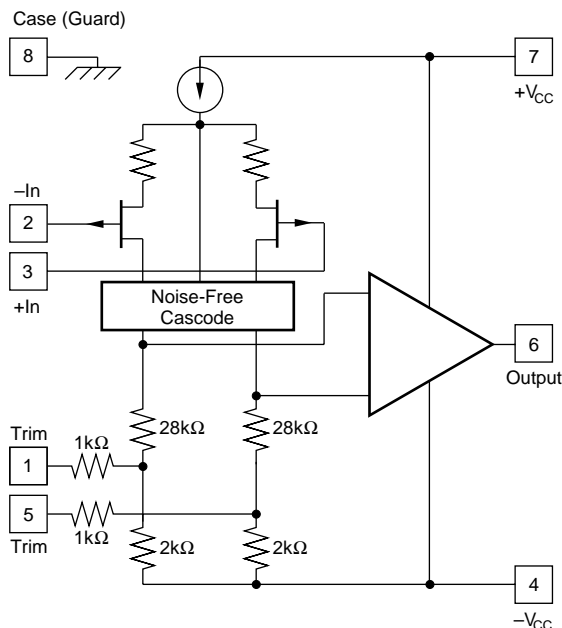 Case (Guard)
8
7
+VCC
–In
2
3
+In
Noise-Free
Cascode
6
Output
28kΩ
28kΩ
Trim
1
1kΩ
5
1kΩ
Trim
2kΩ
2kΩ
4
–VCC